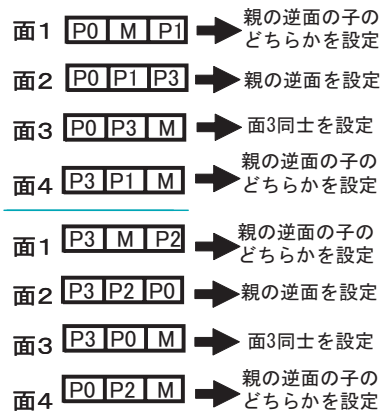 面1 P0 M P1 親の逆面の子の
どちらかを設定
面2 P0 P1 P3 親の逆面を設定
面3 P0 P3 M 面3同士を設定
面4 P3 P1 M 親の逆面の子の
どちらかを設定
面1 P3 M P2 親の逆面の子の
どちらかを設定
面2 P3 P2 P0 親の逆面を設定
面3 P3 P0 M 面3同士を設定
面4 P0 P2 M 親の逆面の子の
どちらかを設定